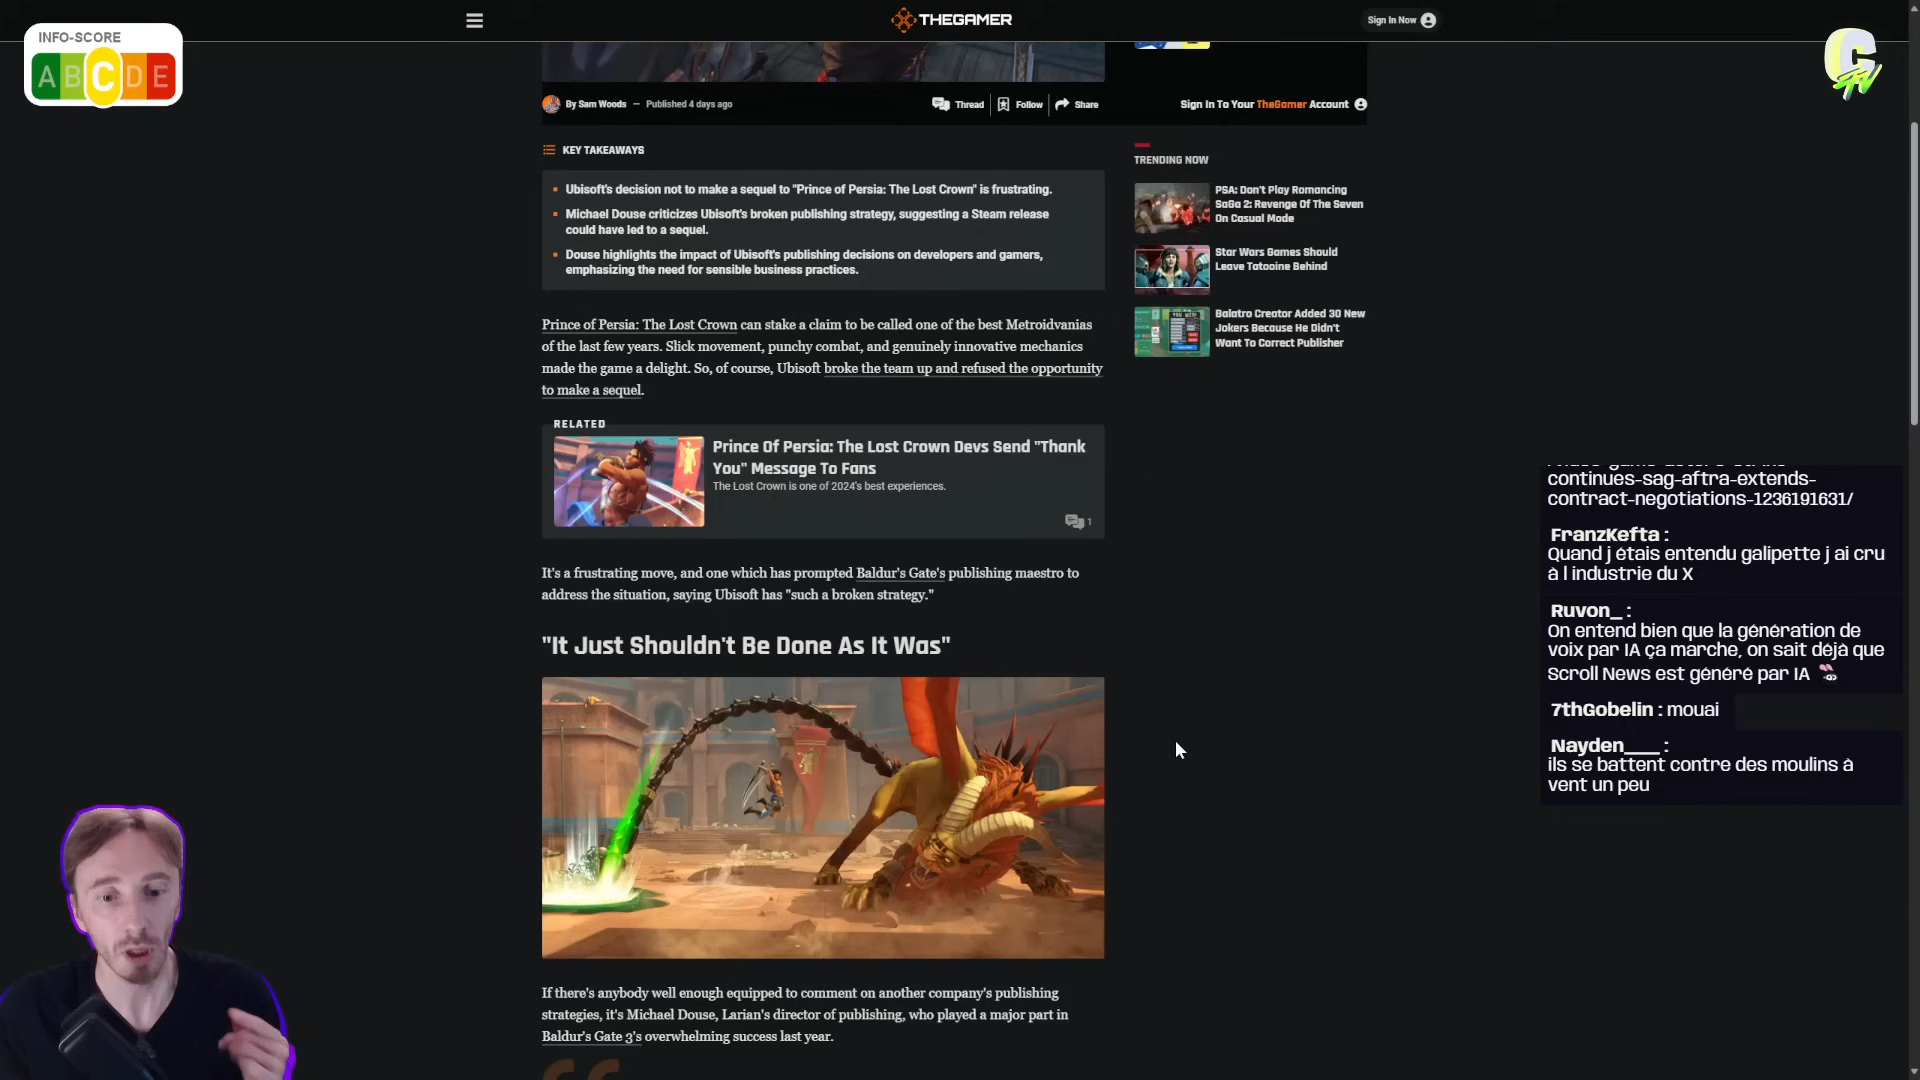 INFO-SCORE
A B C D E
THEGAMER
Sign In Now
By Sam Woods — Published 4 days ago
Thread
Follow
Share
Sign In To Your TheGamer Account
KEY TAKEAWAYS
Ubisoft's decision not to make a sequel to "Prince of Persia: The Lost Crown" is frustrating.
Michael Douse criticizes Ubisoft's broken publishing strategy, suggesting a Steam release
could have led to a sequel.
Douse highlights the impact of Ubisoft's publishing decisions on developers and gamers,
emphasizing the need for sensible business practices.
TRENDING NOW
PSA: Don't Play Romancing
SaGa 2: Revenge Of The Seven
On Casual Mode
Star Wars Games Should
Leave Tatooine Behind
Balatro Creator Added 30 New
Jokers Because He Didn't
Want To Correct Publisher
Prince of Persia: The Lost Crown can stake a claim to be called one of the best Metroidvanias
of the last few years. Slick movement, punchy combat, and genuinely innovative mechanics
made the game a delight. So, of course, Ubisoft broke the team up and refused the opportunity
to make a sequel.
RELATED
Prince Of Persia: The Lost Crown Devs Send "Thank
You" Message To Fans
The Lost Crown is one of 2024's best experiences.
1
It's a frustrating move, and one which has prompted Baldur's Gate's publishing maestro to
address the situation, saying Ubisoft has "such a broken strategy."
"It Just Shouldn't Be Done As It Was"
If there's anybody well enough equipped to comment on another company's publishing
strategies, it's Michael Douse, Larian's director of publishing, who played a major part in
Baldur's Gate 3's overwhelming success last year.
continues-sag-aftra-extends-
contract-negotiations-1236191631/
FranzKefta :
Quand j étais entendu galipette j ai cru
à l industrie du X
Ruvon_ :
On entend bien que la génération de
voix par IA ça marche, on sait déjà que
Scroll News est généré par IA
7thGobelin : mouai
Nayden___ :
ils se battent contre des moulins à
vent un peu